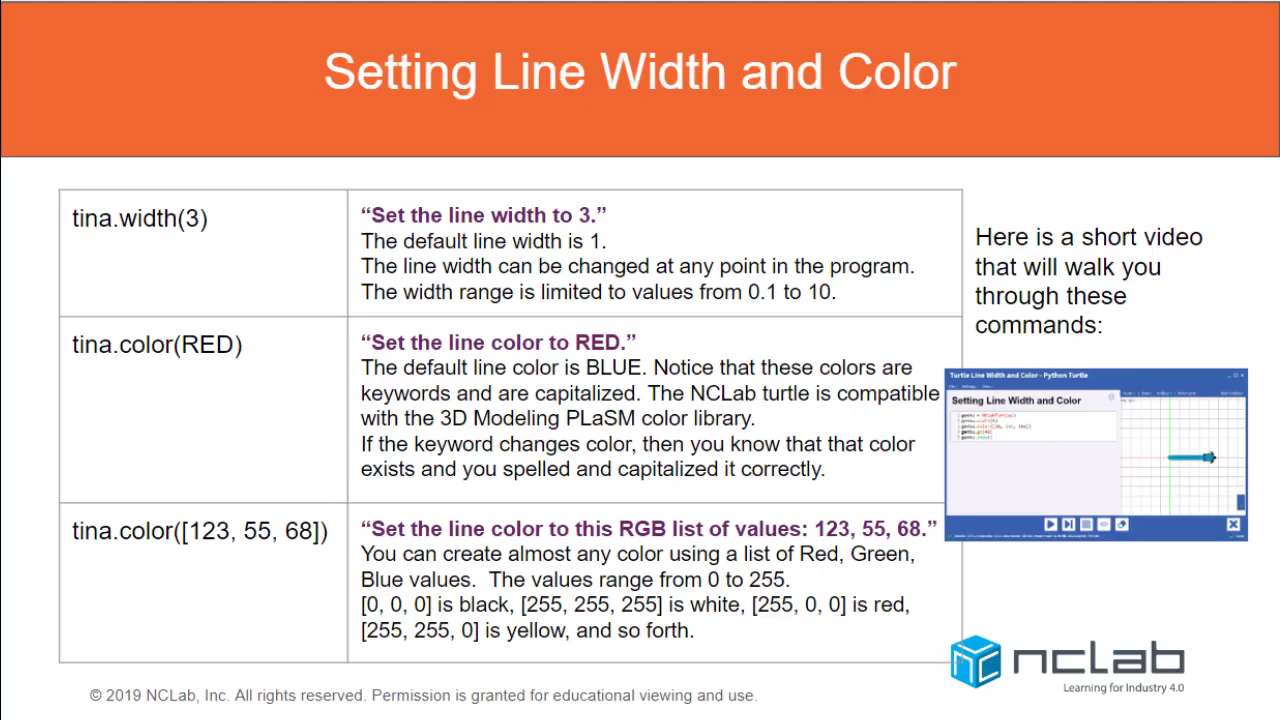 Setting Line Width and Color
tina.width(3)
“Set the line width to 3.”
The default line width is 1.
The line width can be changed at any point in the program.
The width range is limited to values from 0.1 to 10.
tina.color(RED)
“Set the line color to RED.”
The default line color is BLUE. Notice that these colors are
keywords and are capitalized. The NCLab turtle is compatible
with the 3D Modeling PLaSM color library.
If the keyword changes color, then you know that that color
exists and you spelled and capitalized it correctly.
tina.color([123, 55, 68])
“Set the line color to this RGB list of values: 123, 55, 68.”
You can create almost any color using a list of Red, Green,
Blue values.  The values range from 0 to 255.
[0, 0, 0] is black, [255, 255, 255] is white, [255, 0, 0] is red,
[255, 255, 0] is yellow, and so forth.
Here is a short video
that will walk you
through these
commands:
Turtle Line Width and Color - Python Turtle
Setting Line Width and Color
nclab
Learning for Industry 4.0
© 2019 NCLab, Inc. All rights reserved. Permission is granted for educational viewing and use.